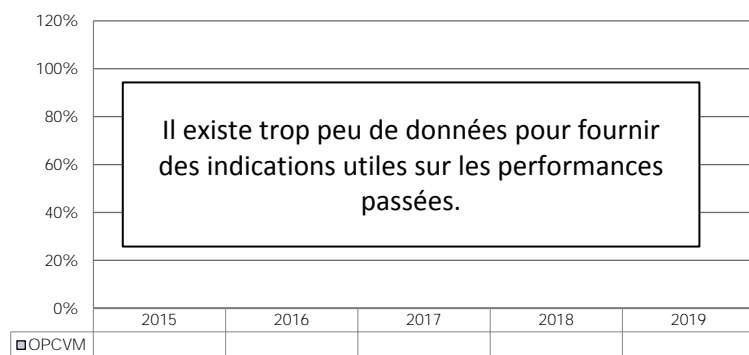 120%
100%
80%
60%
40%
20%
0%
Il existe trop peu de données pour fournir
des indications utiles sur les performances
passées.
2015 2016 2017 2018 2019
OPCVM